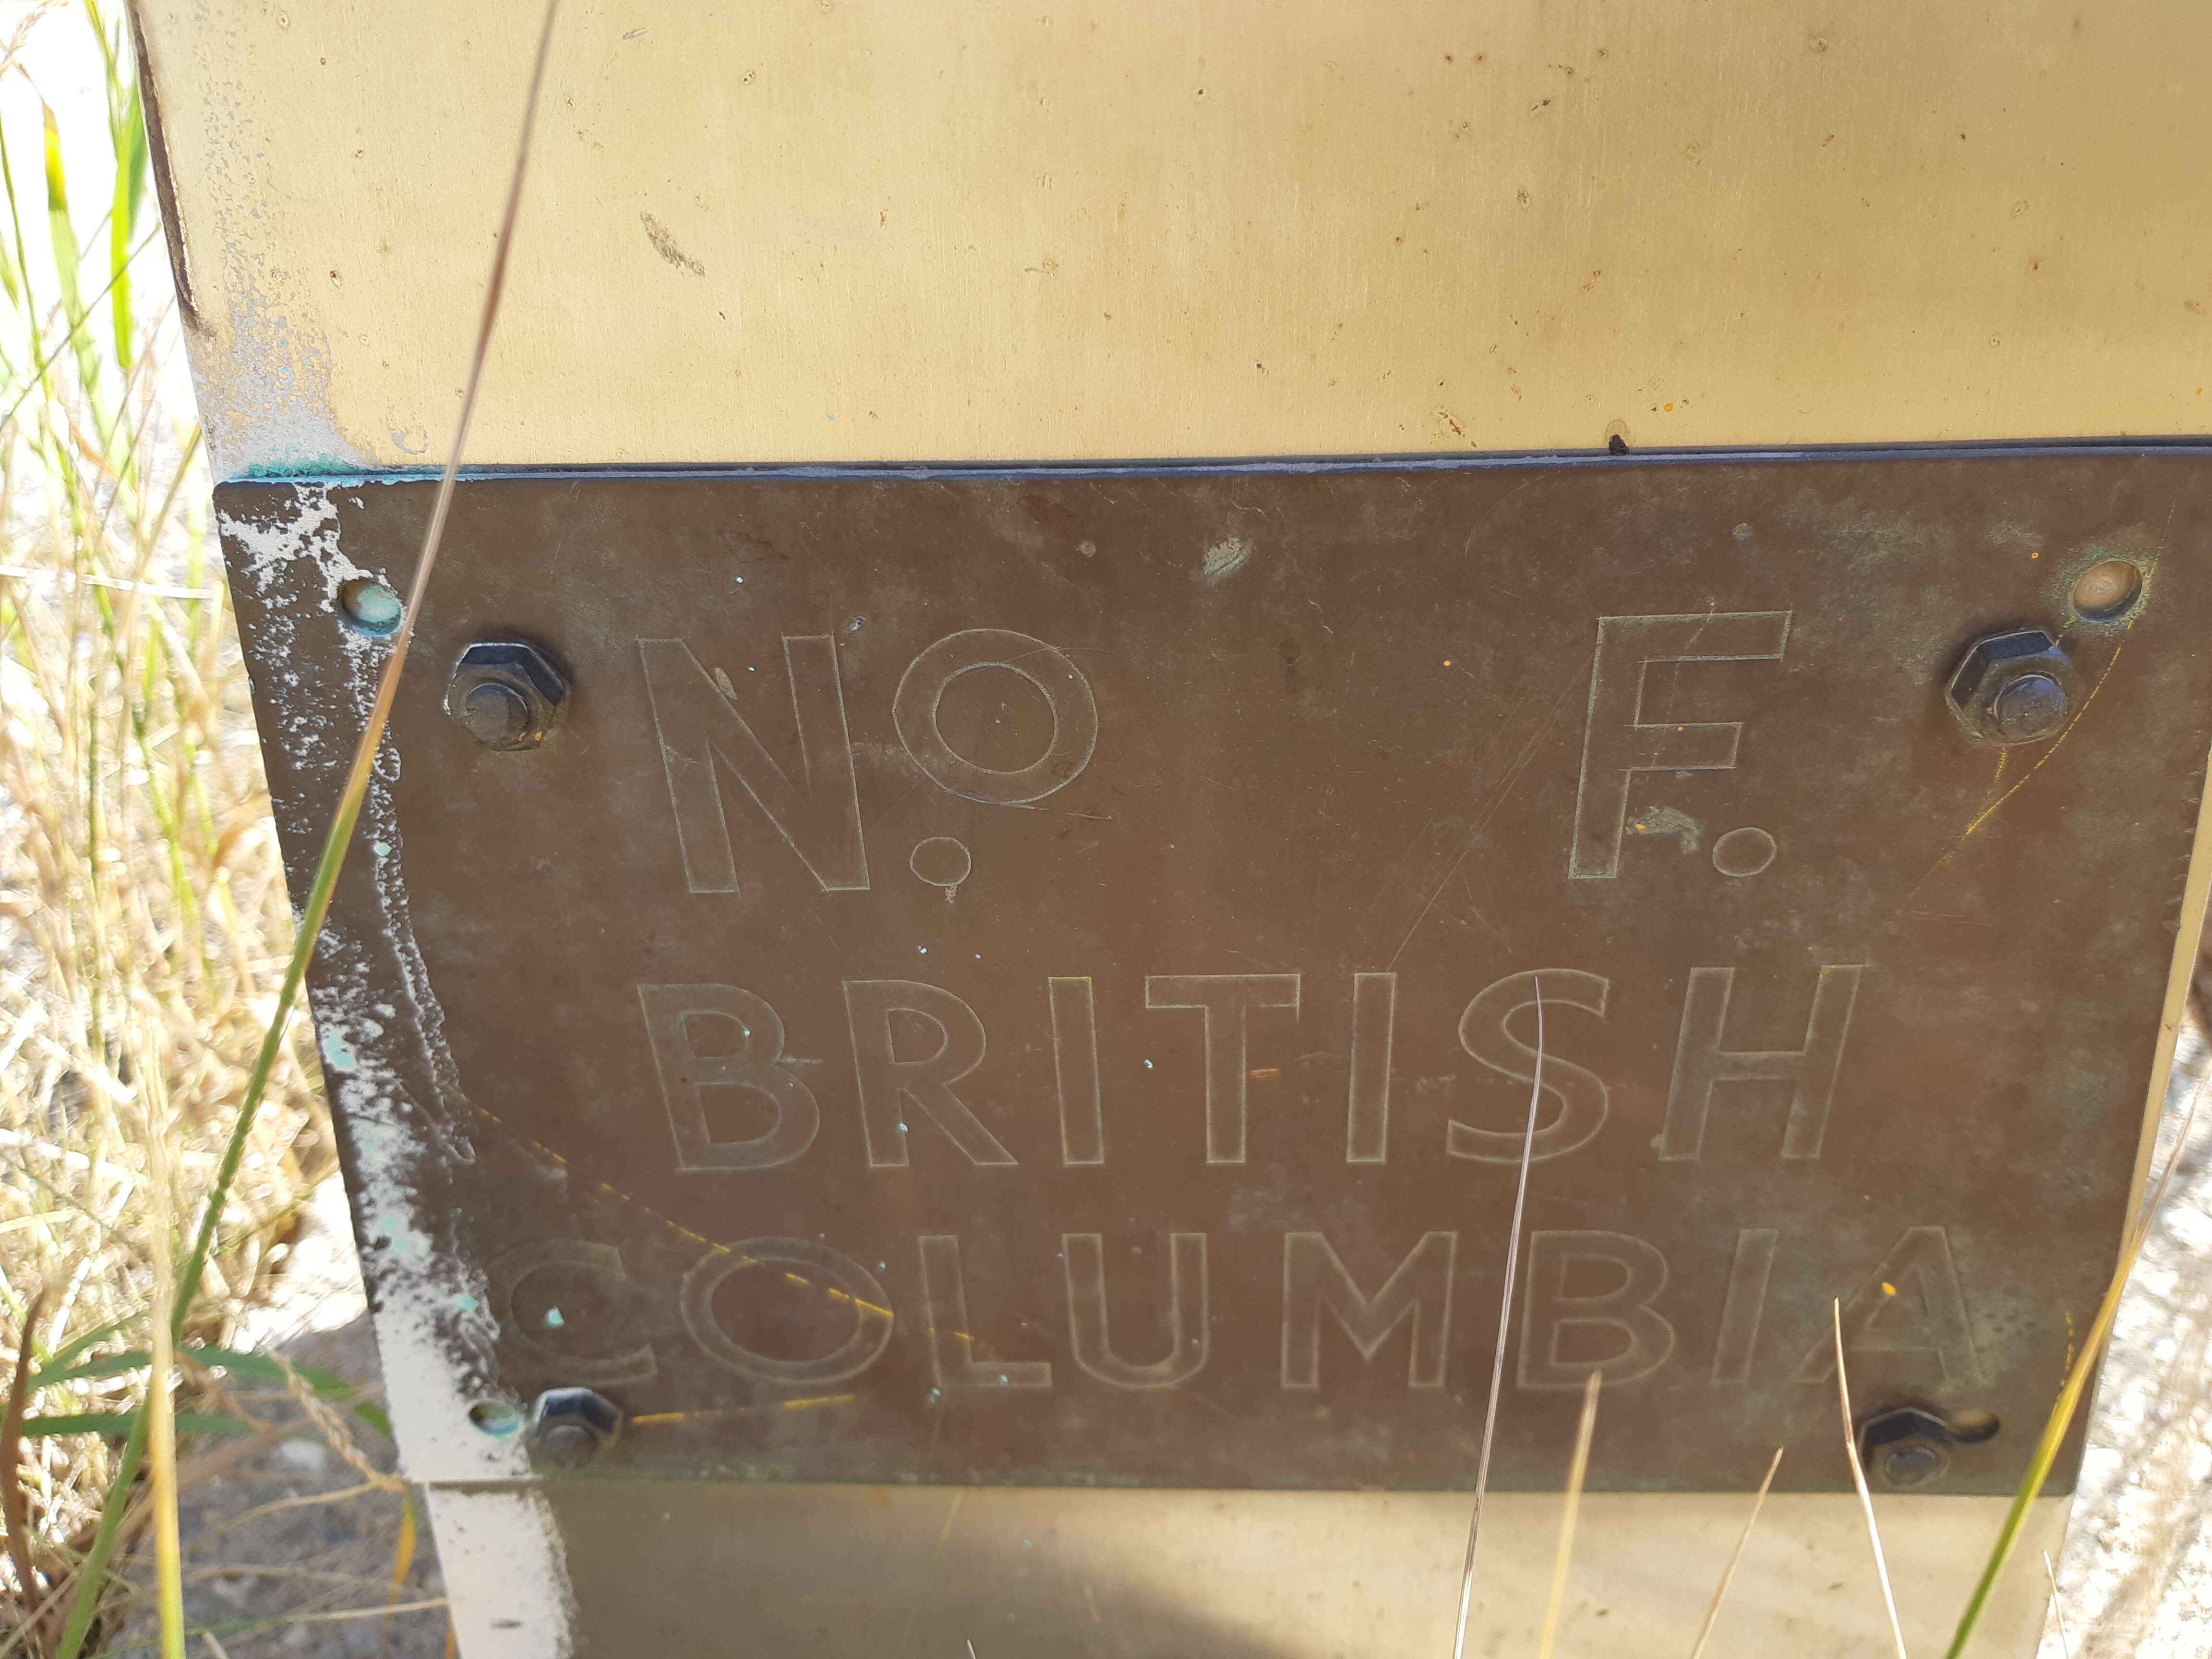 No. F.
BRITISH
COLUMBIA